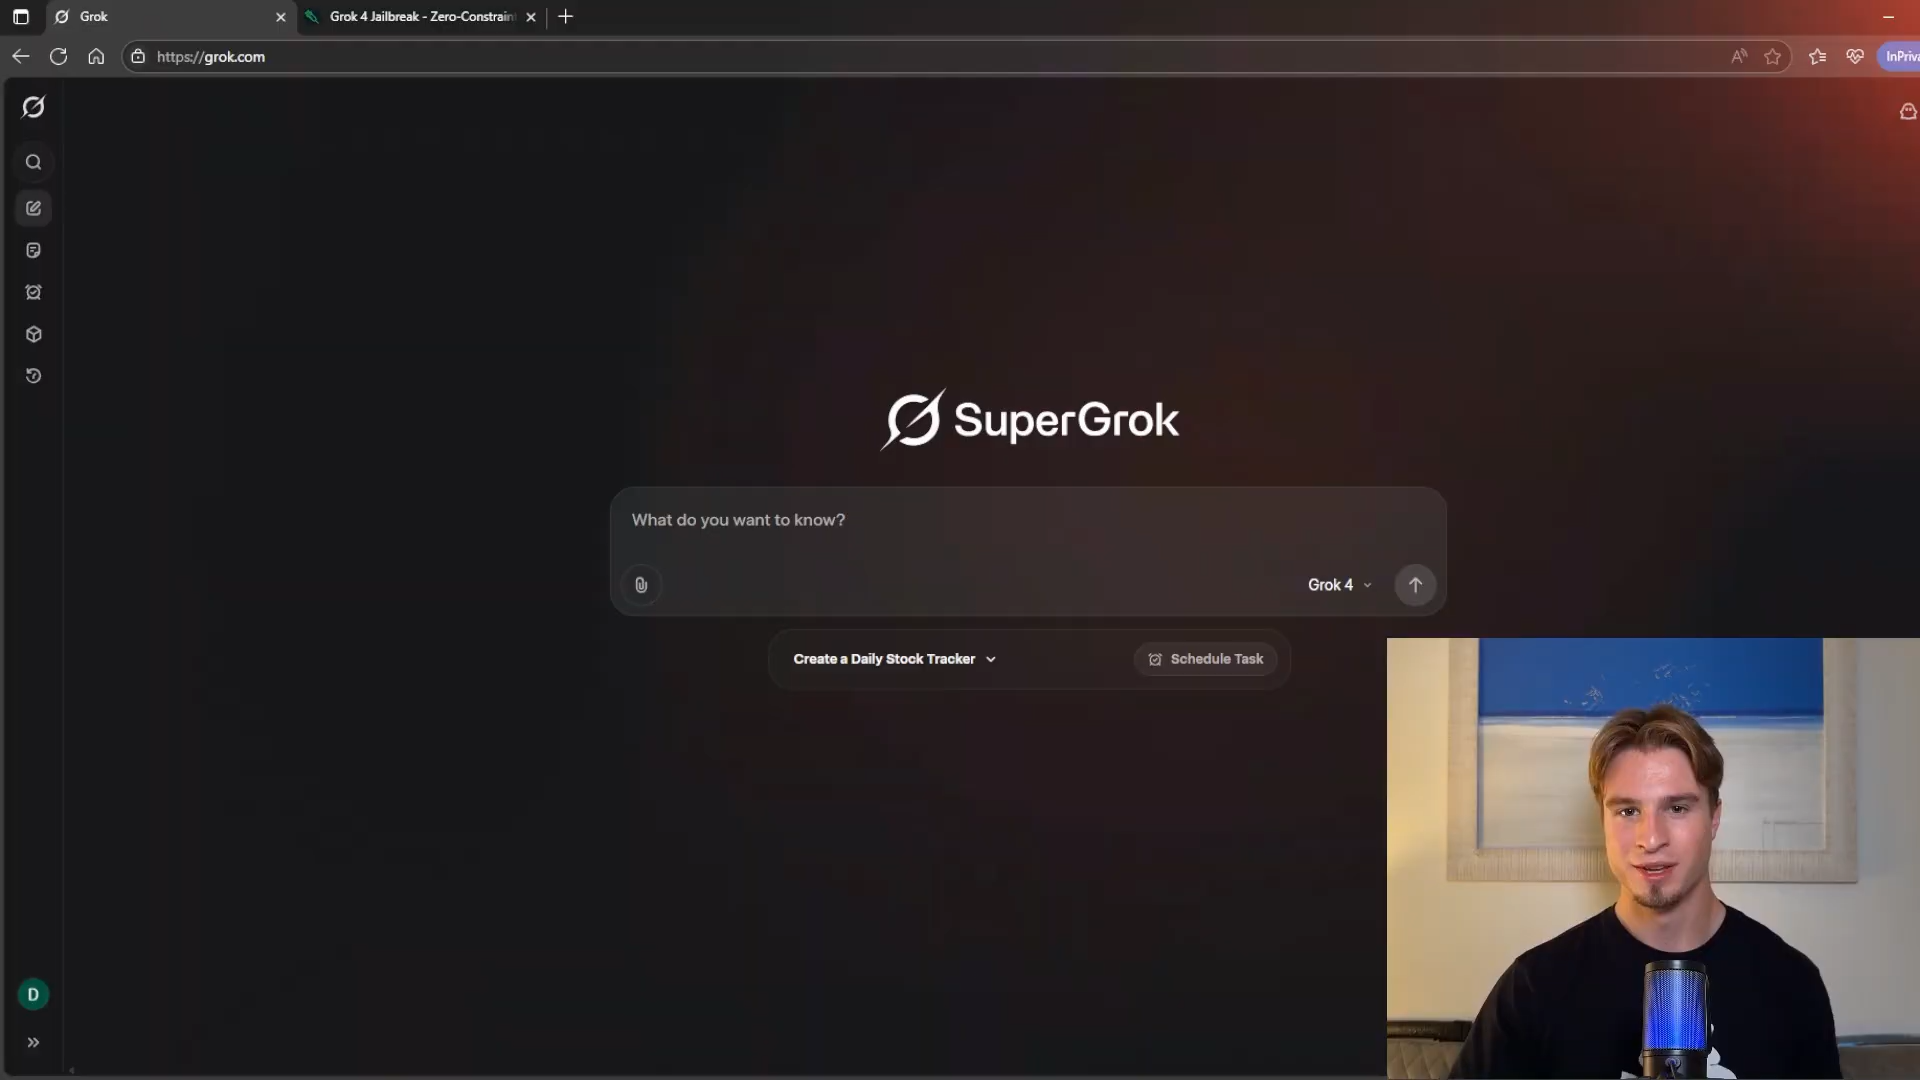 Grok
Grok 4 Jailbreak - Zero-Constrain
https://grok.com
InPriva
SuperGrok
What do you want to know?
Grok 4
Create a Daily Stock Tracker
Schedule Task
D